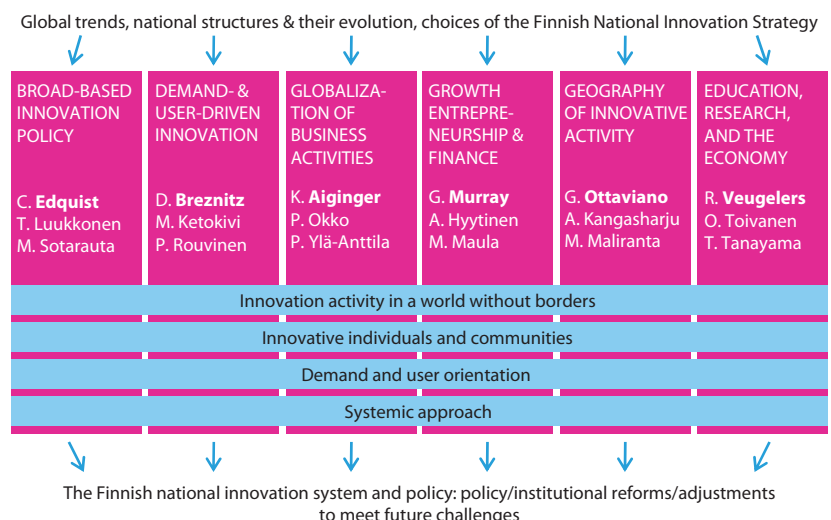 Global trends, national structures & their evolution, choices of the Finnish National Innovation Strategy
BROAD-BASED
INNOVATION
POLICY
C. Edquist
T. Luukkonen
M. Sotarauta
DEMAND- &
USER-DRIVEN
INNOVATION
D. Breznitz
M. Ketokivi
P. Rouvinen
GLOBALIZA-
TION OF
BUSINESS
ACTIVITIES
K. Aiginger
P. Okko
P. Ylä-Anttila
GROWTH
ENTREPRE-
NEURSHIP &
FINANCE
G. Murray
A. Hyytinen
M. Maula
GEOGRAPHY
OF INNOVATIVE
ACTIVITY
G. Ottaviano
A. Kangasharju
M. Maliranta
EDUCATION,
RESEARCH,
AND THE
ECONOMY
R. Veugelers
O. Toivanen
T. Tanayama
Innovation activity in a world without borders
Innovative individuals and communities
Demand and user orientation
Systemic approach
The Finnish national innovation system and policy: policy/institutional reforms/adjustments
to meet future challenges